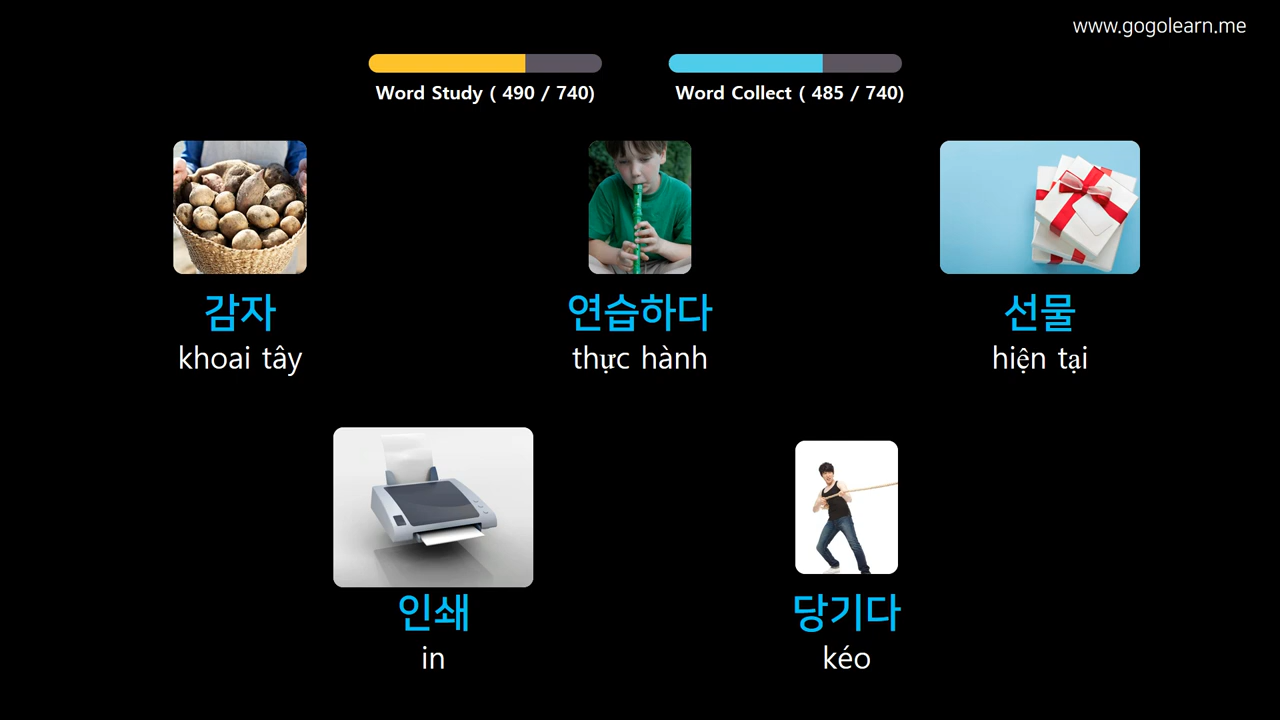 www.gogolearn.me
Word Study ( 490 / 740)
Word Collect ( 485 / 740)
감자
khoai tây
연습하다
thực hành
선물
hiện tại
인쇄
in
당기다
kéo